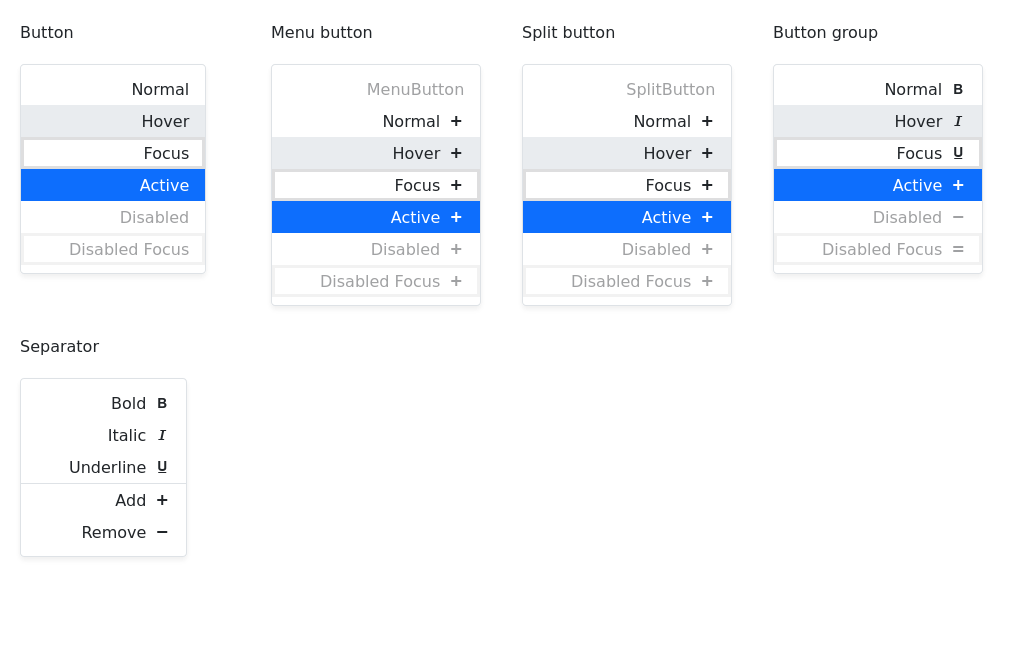 Button
Normal
Hover
Focus
Active
Disabled
Disabled Focus
Menu button
MenuButton
Normal +
Hover +
Focus +
Active +
Disabled +
Disabled Focus +
Split button
SplitButton
Normal +
Hover +
Focus +
Active +
Disabled +
Disabled Focus +
Button group
Normal B
Hover I
Focus U
Active +
Disabled −
Disabled Focus =
Separator
Bold B
Italic I
Underline U
Add +
Remove −